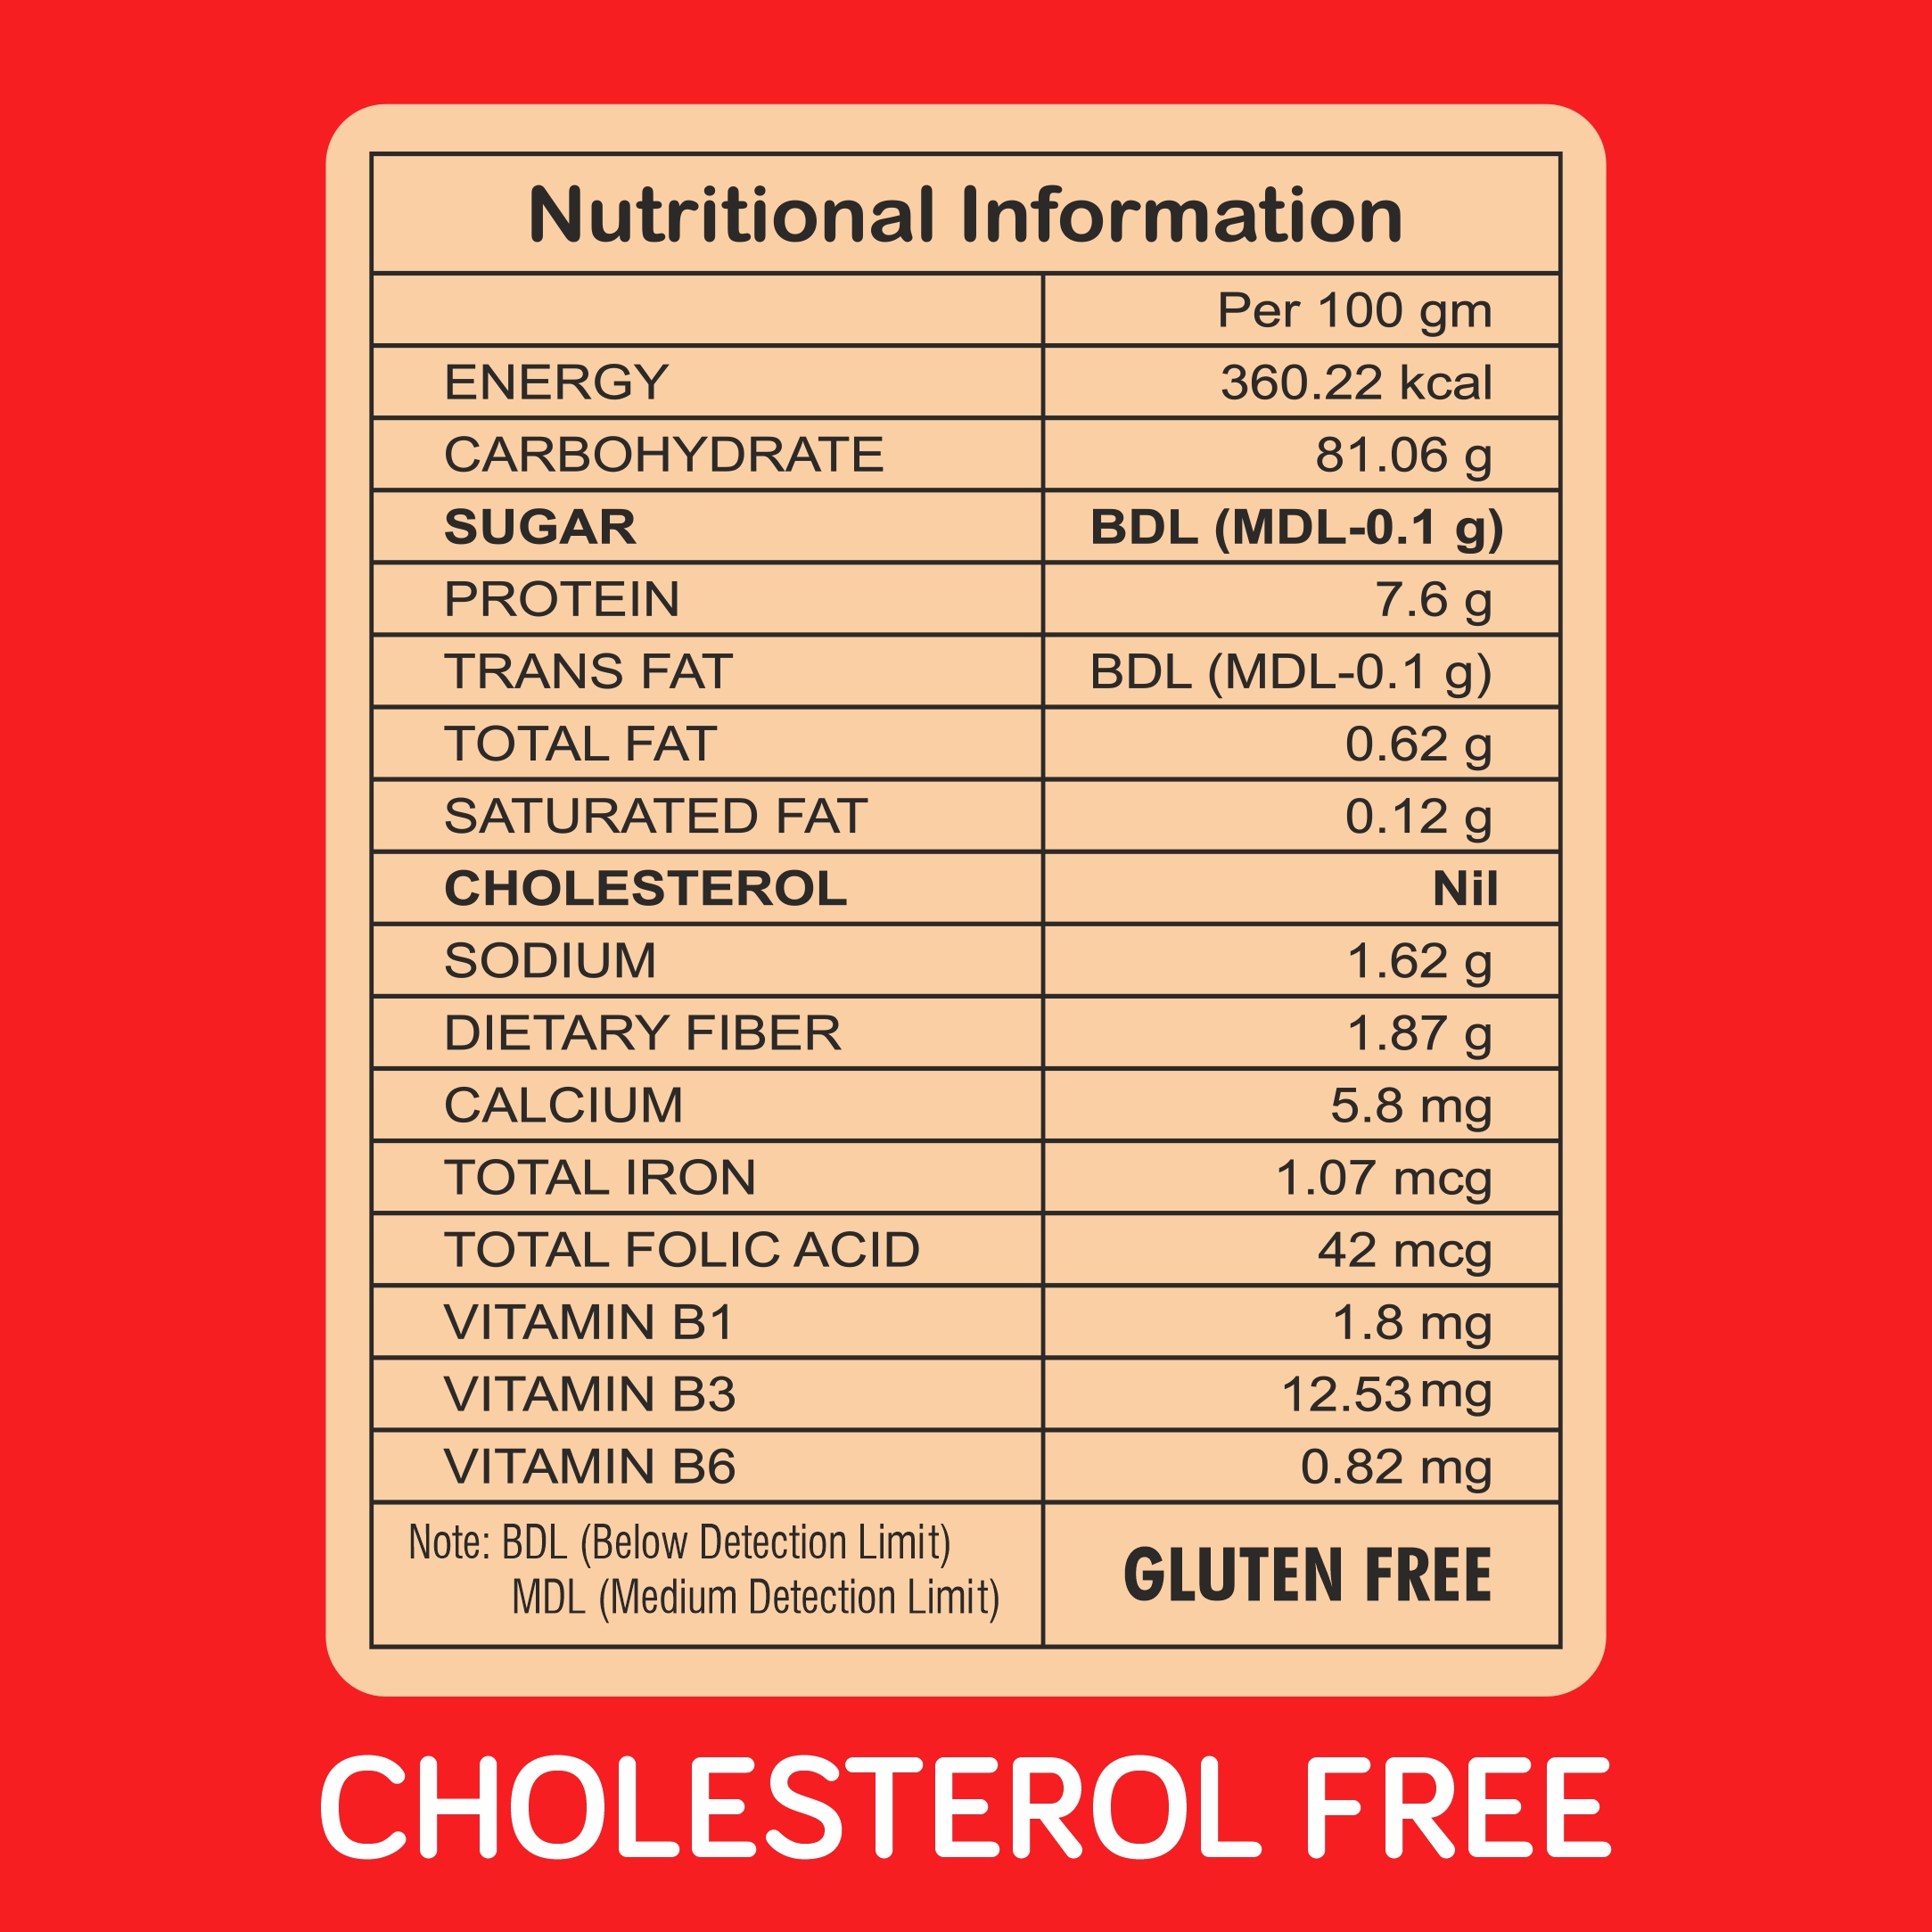 Nutritional Information
Per 100 gm
ENERGY 360.22 kcal
CARBOHYDRATE 81.06 g
SUGAR BDL (MDL-0.1 g)
PROTEIN 7.6 g
TRANS FAT BDL (MDL-0.1 g)
TOTAL FAT 0.62 g
SATURATED FAT 0.12 g
CHOLESTEROL Nil
SODIUM 1.62 g
DIETARY FIBER 1.87 g
CALCIUM 5.8 mg
TOTAL IRON 1.07 mcg
TOTAL FOLIC ACID 42 mcg
VITAMIN B1 1.8 mg
VITAMIN B3 12.53 mg
VITAMIN B6 0.82 mg
Note: BDL (Below Detection Limit)
MDL (Medium Detection Limit)
GLUTEN FREE
CHOLESTEROL FREE